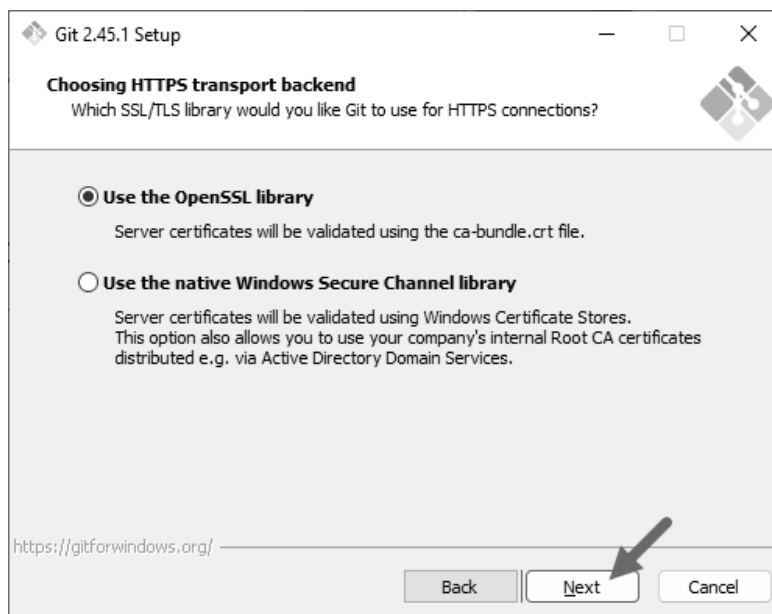 Git 2.45.1 Setup
Choosing HTTPS transport backend
Which SSL/TLS library would you like Git to use for HTTPS connections?
Use the OpenSSL library
Server certificates will be validated using the ca-bundle.crt file.
Use the native Windows Secure Channel library
Server certificates will be validated using Windows Certificate Stores.
This option also allows you to use your company's internal Root CA certificates
distributed e.g. via Active Directory Domain Services.
https://gitforwindows.org/
Back
Next
Cancel